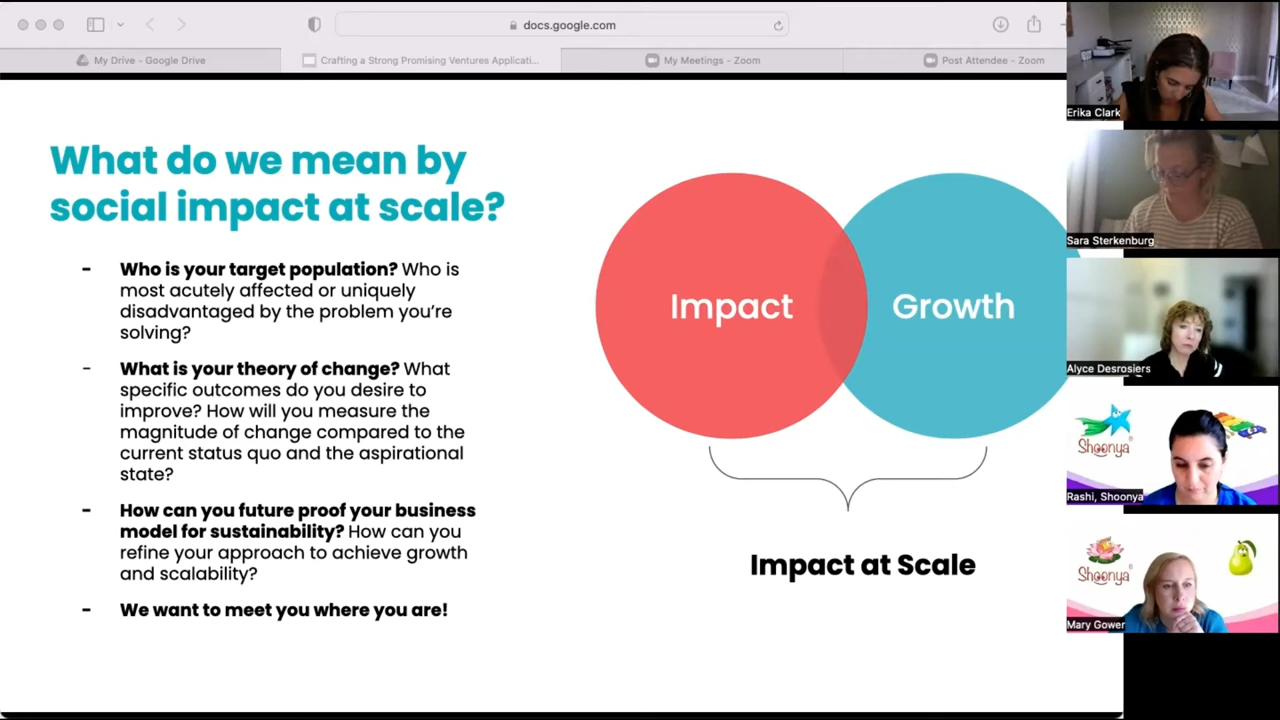 docs.google.com
My Drive - Google Drive
Crafting a Strong Promising Ventures Applicati...
My Meetings - Zoom
Post Attendee - Zoom
What do we mean by
social impact at scale?
- Who is your target population? Who is
most acutely affected or uniquely
disadvantaged by the problem you're
solving?
- What is your theory of change? What
specific outcomes do you desire to
improve? How will you measure the
magnitude of change compared to the
current status quo and the aspirational
state?
- How can you future proof your business
model for sustainability? How can you
refine your approach to achieve growth
and scalability?
- We want to meet you where you are!
Impact
Growth
Impact at Scale
Erika Clark
Sara Sterkenburg
Alyce Desrosiers
Shoonya®
Rashi, Shoonya
Shoonya®
Mary Gower